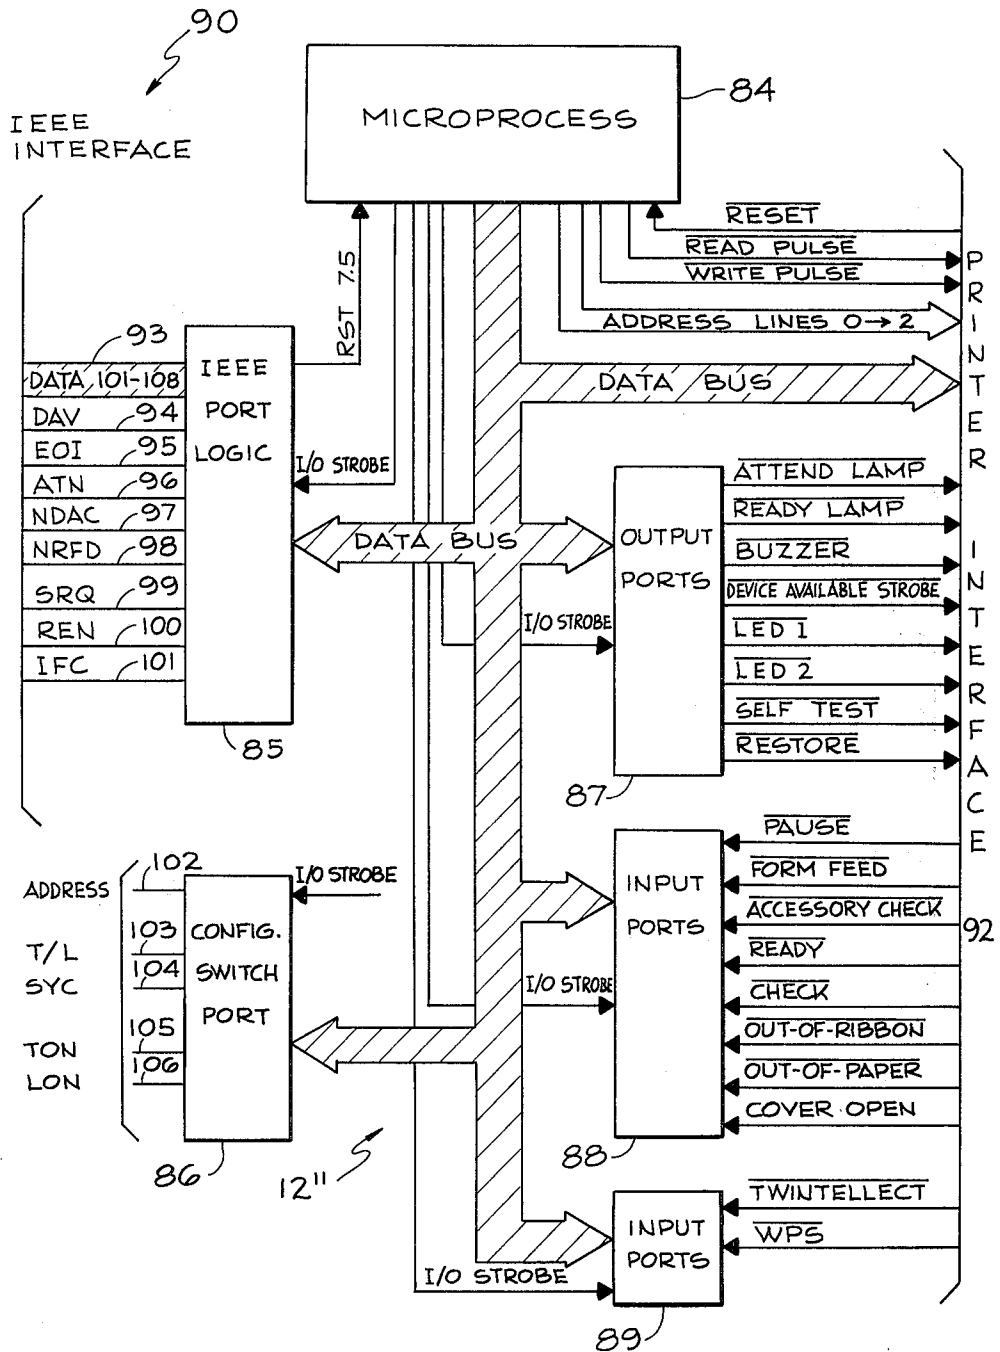 90
IEEE
INTERFACE
MICROPROCESS
84
RESET
READ PULSE
WRITE PULSE
ADDRESS LINES 0→2
DATA BUS
PRINTER INTERFACE
92
RST 7.5
93
DATA 101-108
DAV 94
EOI 95
ATN 96
NDAC 97
NRFD 98
SRQ 99
REN 100
IFC 101
IEEE
PORT
LOGIC
85
I/O STROBE
DATA BUS
OUTPUT
PORTS
87
I/O STROBE
ATTEND LAMP
READY LAMP
BUZZER
DEVICE AVAILABLE STROBE
LED 1
LED 2
SELF TEST
RESTORE
ADDRESS
102
T/L
103
SYC
104
TON
105
LON
106
CONFIG.
SWITCH
PORT
86
I/O STROBE
12"
INPUT
PORTS
88
I/O STROBE
PAUSE
FORM FEED
ACCESSORY CHECK
READY
CHECK
OUT-OF-RIBBON
OUT-OF-PAPER
COVER OPEN
INPUT
PORTS
89
I/O STROBE
TWINTELLECT
WPS